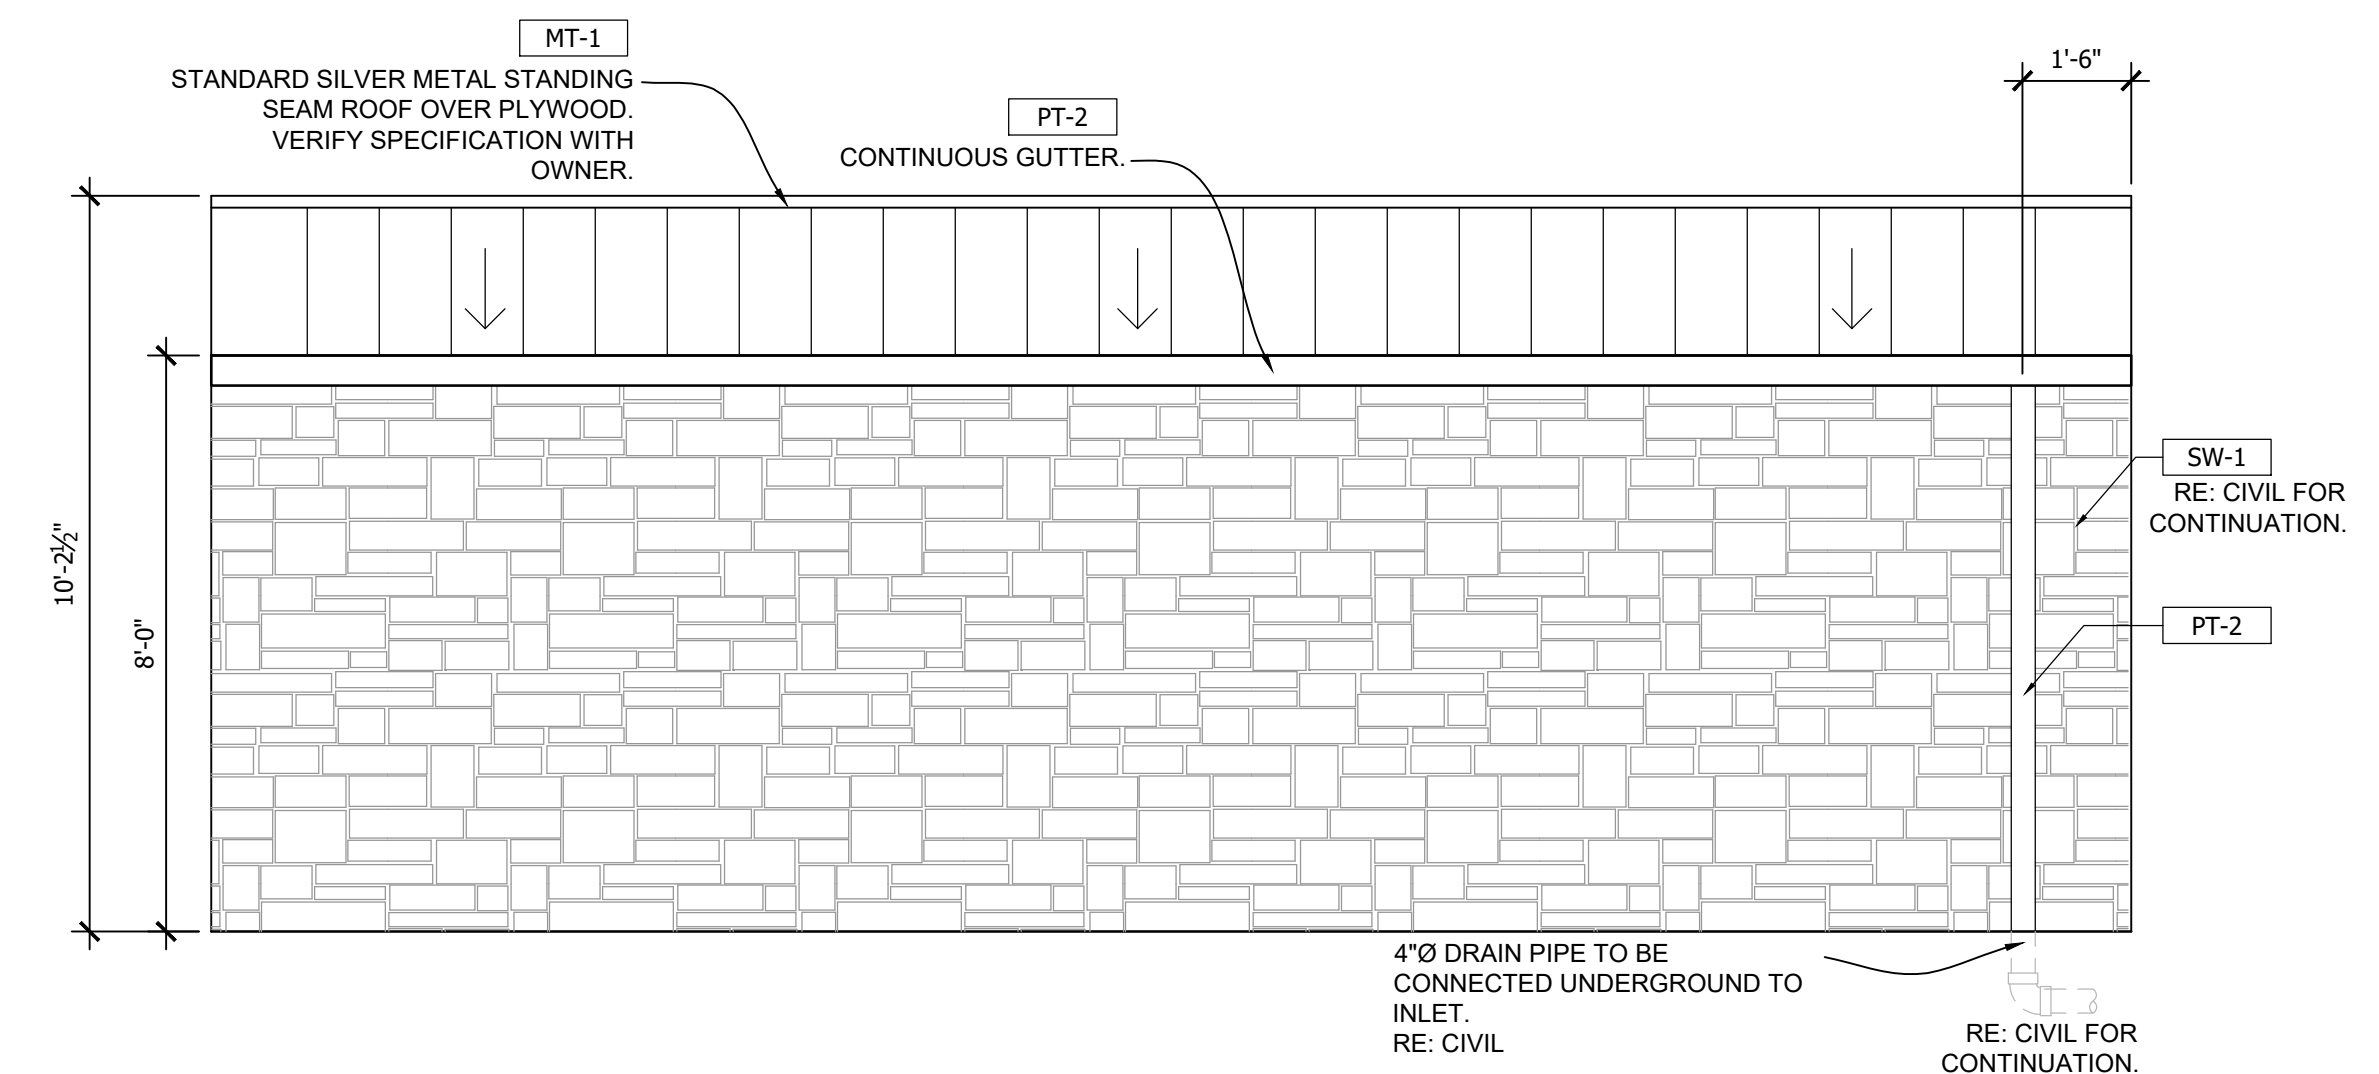 MT-1
STANDARD SILVER METAL STANDING
SEAM ROOF OVER PLYWOOD.
VERIFY SPECIFICATION WITH
OWNER.
PT-2
CONTINUOUS GUTTER.
1'-6"
10'-2½"
8'-0"
SW-1
RE: CIVIL FOR
CONTINUATION.
PT-2
4"Ø DRAIN PIPE TO BE
CONNECTED UNDERGROUND TO
INLET.
RE: CIVIL
RE: CIVIL FOR
CONTINUATION.